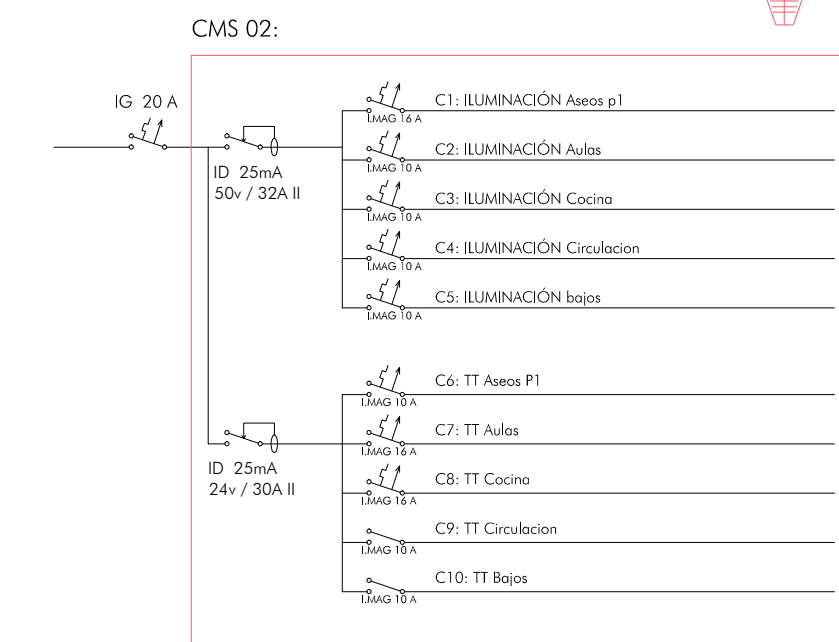 CMS 02:
IG 20 A
ID 25mA
50v / 32A II
C1: ILUMINACIÓN Aseos p1
I.MAG 16 A
C2: ILUMINACIÓN Aulas
I.MAG 10 A
C3: ILUMINACIÓN Cocina
I.MAG 10 A
C4: ILUMINACIÓN Circulacion
I.MAG 10 A
C5: ILUMINACIÓN bajos
I.MAG 10 A
ID 25mA
24v / 30A II
C6: TT Aseos P1
I.MAG 10 A
C7: TT Aulas
I.MAG 16 A
C8: TT Cocina
I.MAG 16 A
C9: TT Circulacion
I.MAG 10 A
C10: TT Bajos
I.MAG 10 A